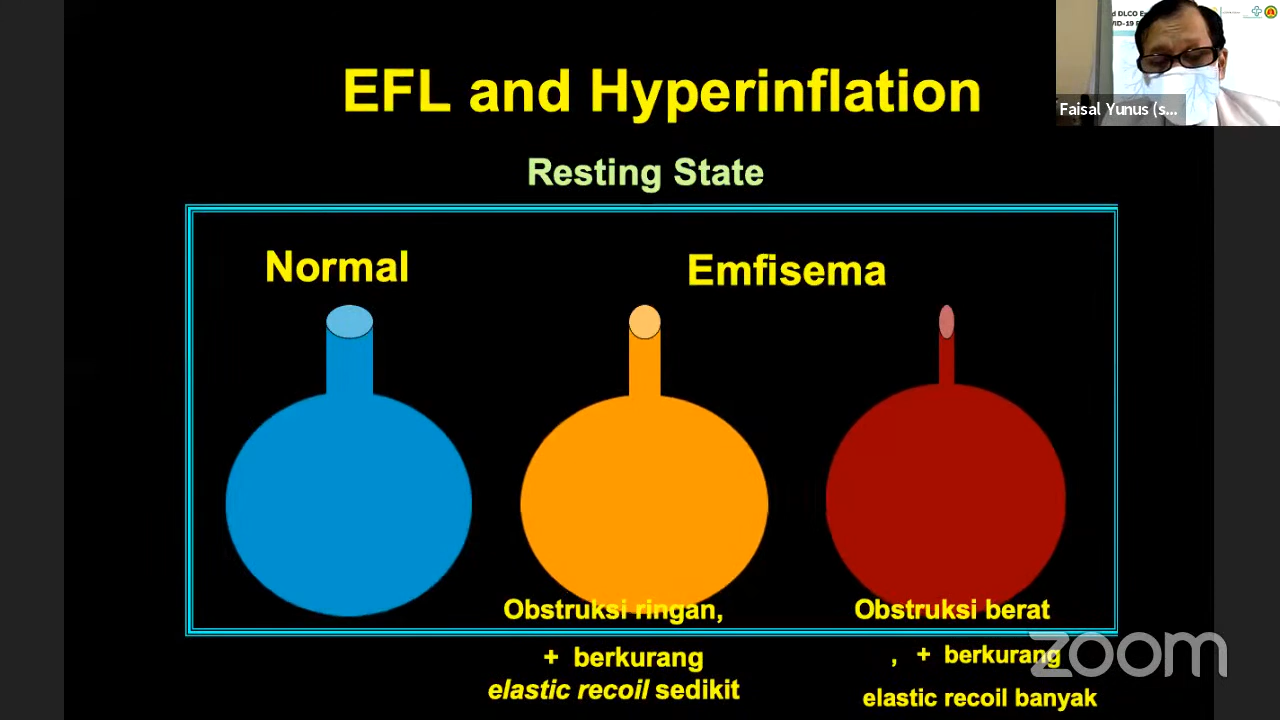 EFL and Hyperinflation
Resting State
Normal
Emfisema
Obstruksi ringan,
+ berkurang
elastic recoil sedikit
Obstruksi berat
, + berkurang
elastic recoil banyak
zoom
Faisal Yunus (s...
DLCO